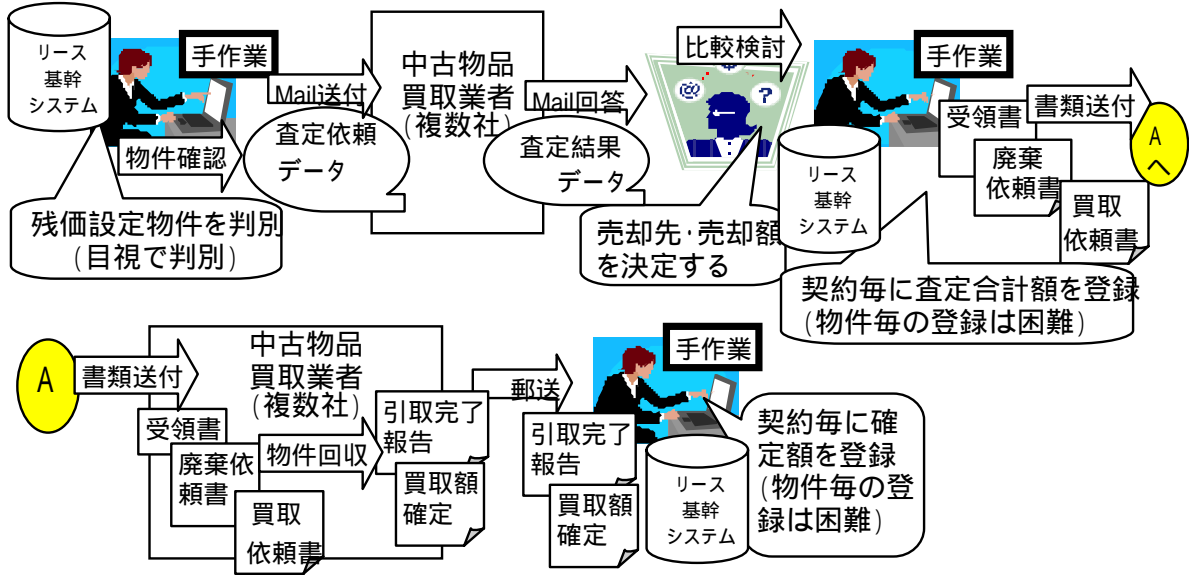 リース
基幹
システム
手作業
物件確認
残価設定物件を判別
(目視で判別)
Mail送付
査定依頼
データ
中古物品
買取業者
(複数社)
Mail回答
査定結果
データ
@
?
比較検討
売却先・売却額
を決定する
手作業
リース
基幹
システム
契約毎に査定合計額を登録
(物件毎の登録は困難)
受領書
廃棄
依頼書
買取
依頼書
書類送付
A
へ
A
書類送付
中古物品
買取業者
(複数社)
受領書
廃棄依
頼書
買取
依頼書
物件回収
引取完了
報告
買取額
確定
郵送
引取完了
報告
買取額
確定
手作業
リース
基幹
システム
契約毎に確
定額を登録
(物件毎の登
録は困難)